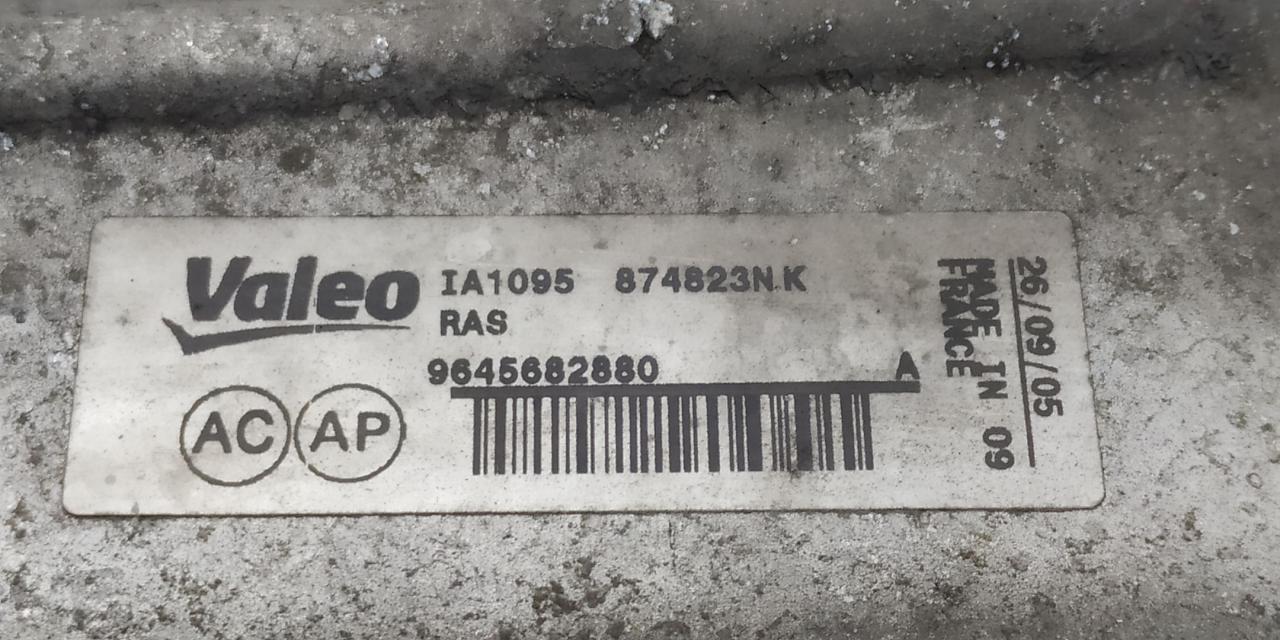 Valeo
IA1095 874823N.K
RAS
9645682880 A
AC AP
MADE IN 09
FRANCE
26/09/05